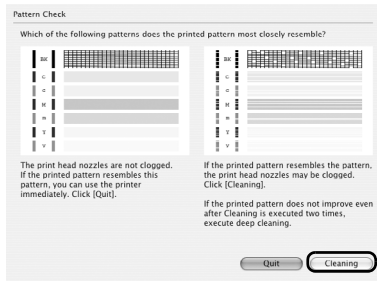 Pattern Check
Which of the following patterns does the printed pattern most closely resemble?
BK
C
c
M
m
Y
y
The print head nozzles are not clogged.
If the printed pattern resembles this
pattern, you can use the printer
immediately. Click [Quit].
BK
C
c
M
m
Y
y
If the printed pattern resembles the pattern,
the print head nozzles may be clogged.
Click [Cleaning].
If the printed pattern does not improve even
after Cleaning is executed two times,
execute deep cleaning.
Quit
Cleaning